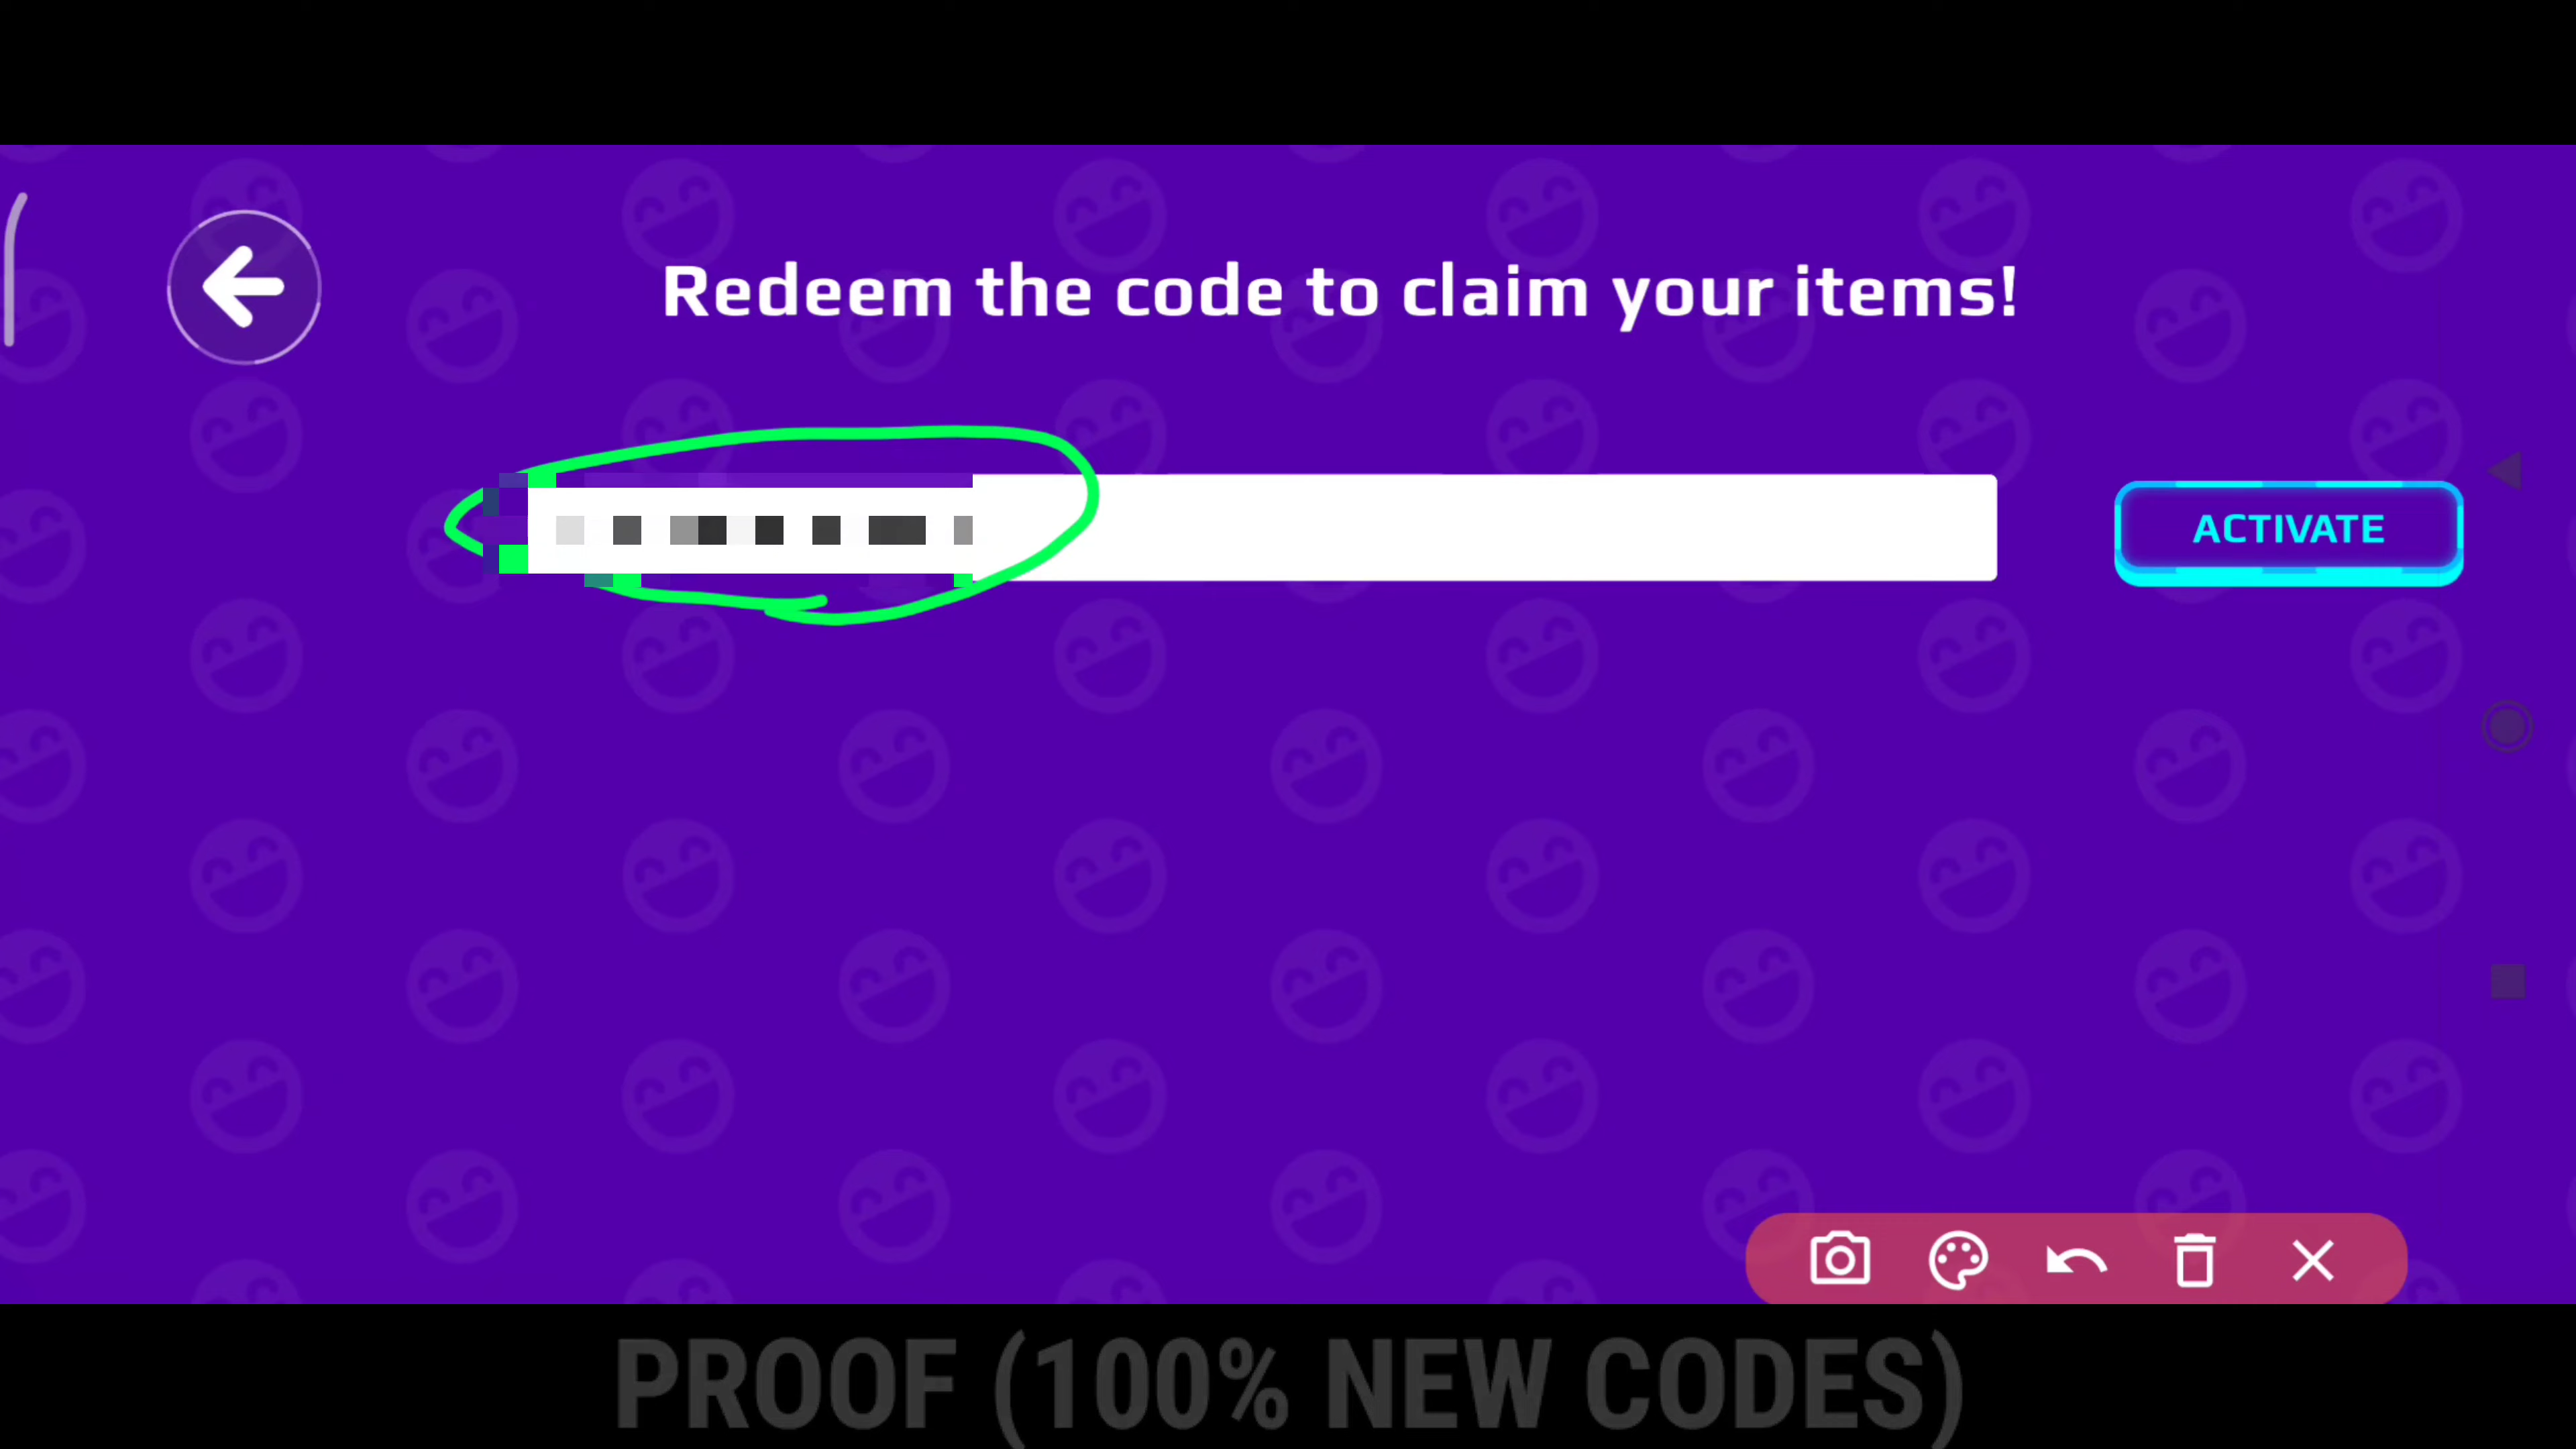 Redeem the code to claim your items!
ACTIVATE
PROOF (100% NEW CODES)